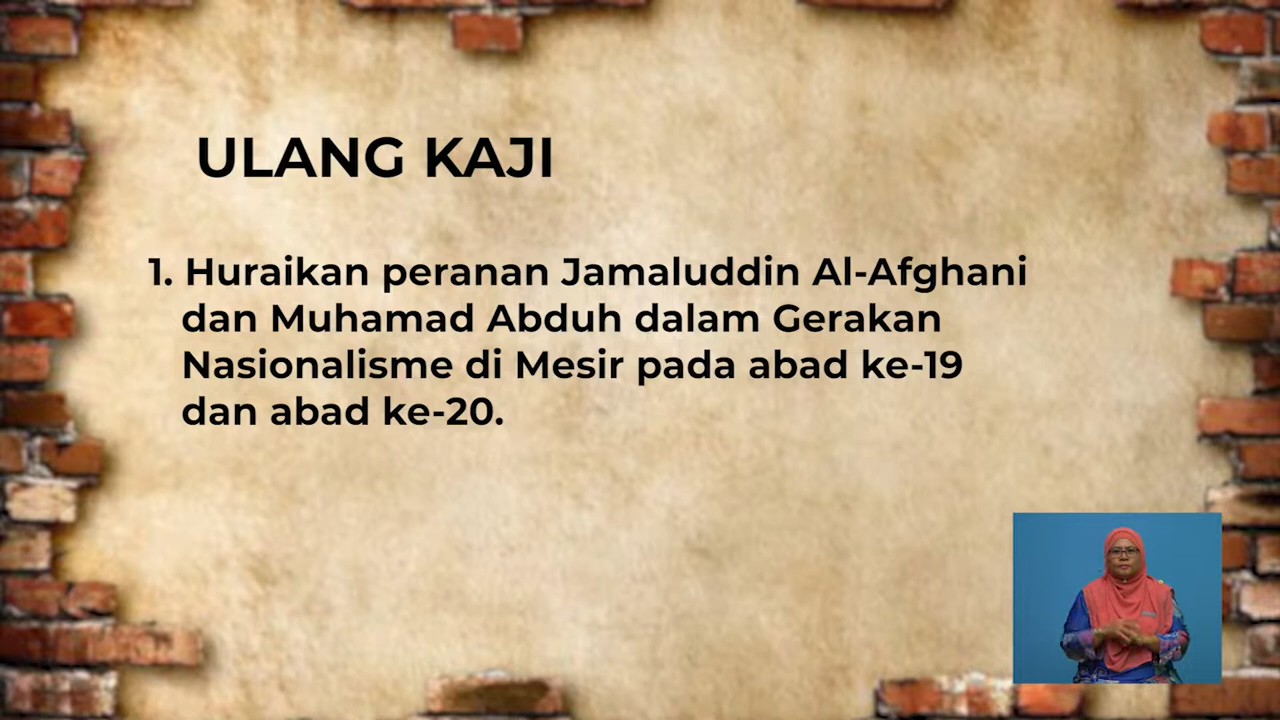 ULANG KAJI
1. Huraikan peranan Jamaluddin Al-Afghani
dan Muhamad Abduh dalam Gerakan
Nasionalisme di Mesir pada abad ke-19
dan abad ke-20.